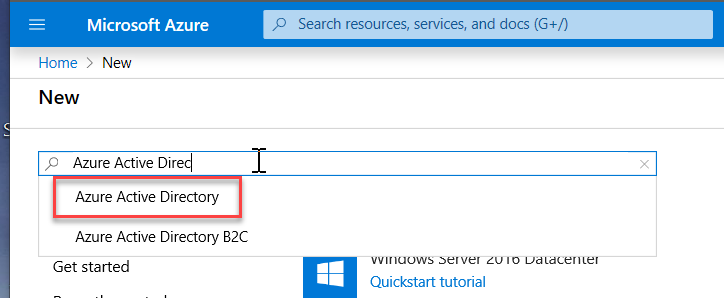 Microsoft Azure
Search resources, services, and docs (G+/)
Home > New
New
Azure Active Direc
Azure Active Directory
Azure Active Directory B2C
Get started
Windows Server 2016 Datacenter
Quickstart tutorial